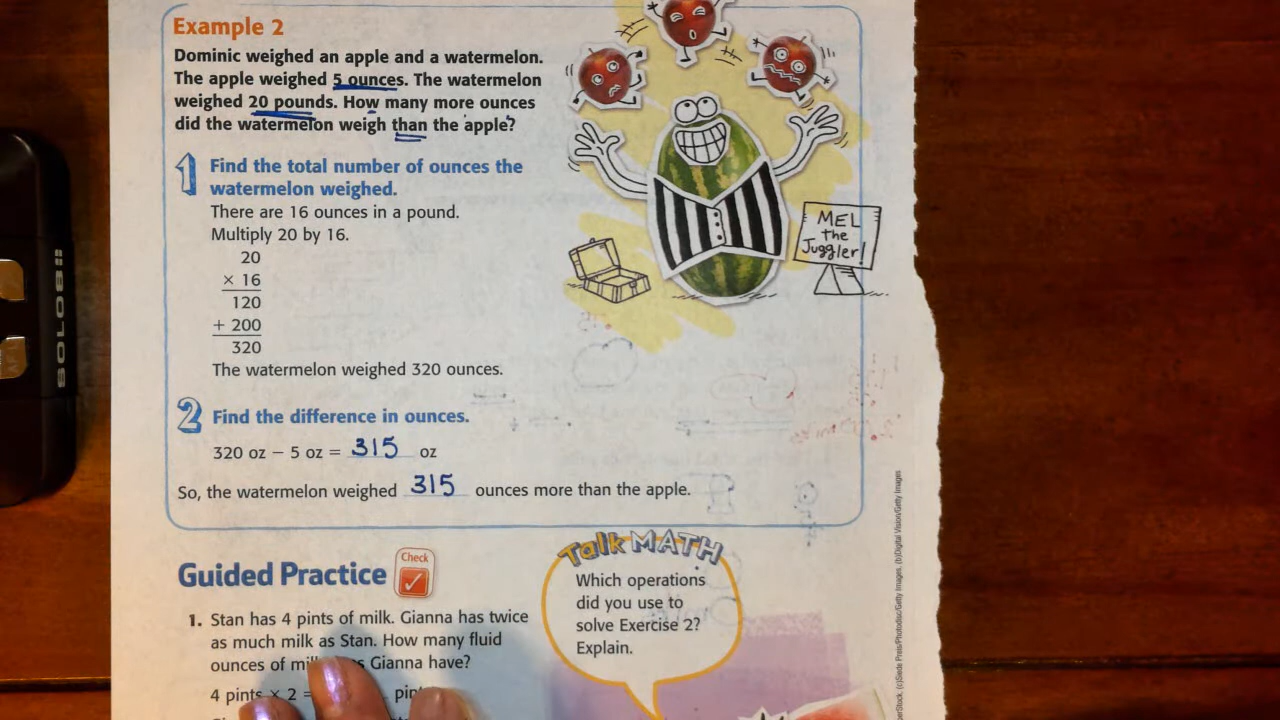 Example 2
Dominic weighed an apple and a watermelon.
The apple weighed 5 ounces. The watermelon
weighed 20 pounds. How many more ounces
did the watermelon weigh than the apple?
1 Find the total number of ounces the
watermelon weighed.
There are 16 ounces in a pound.
Multiply 20 by 16.
20
× 16
120
+ 200
320
The watermelon weighed 320 ounces.
2 Find the difference in ounces.
320 oz − 5 oz = 315 oz
So, the watermelon weighed 315 ounces more than the apple.
MEL
the
Juggler!
SOLO8
Guided Practice
Check
1. Stan has 4 pints of milk. Gianna has twice
as much milk as Stan. How many fluid
ounces of Gianna have?
4 pints × 2 =
Talk MATH
Which operations
did you use to
solve Exercise 2?
Explain.